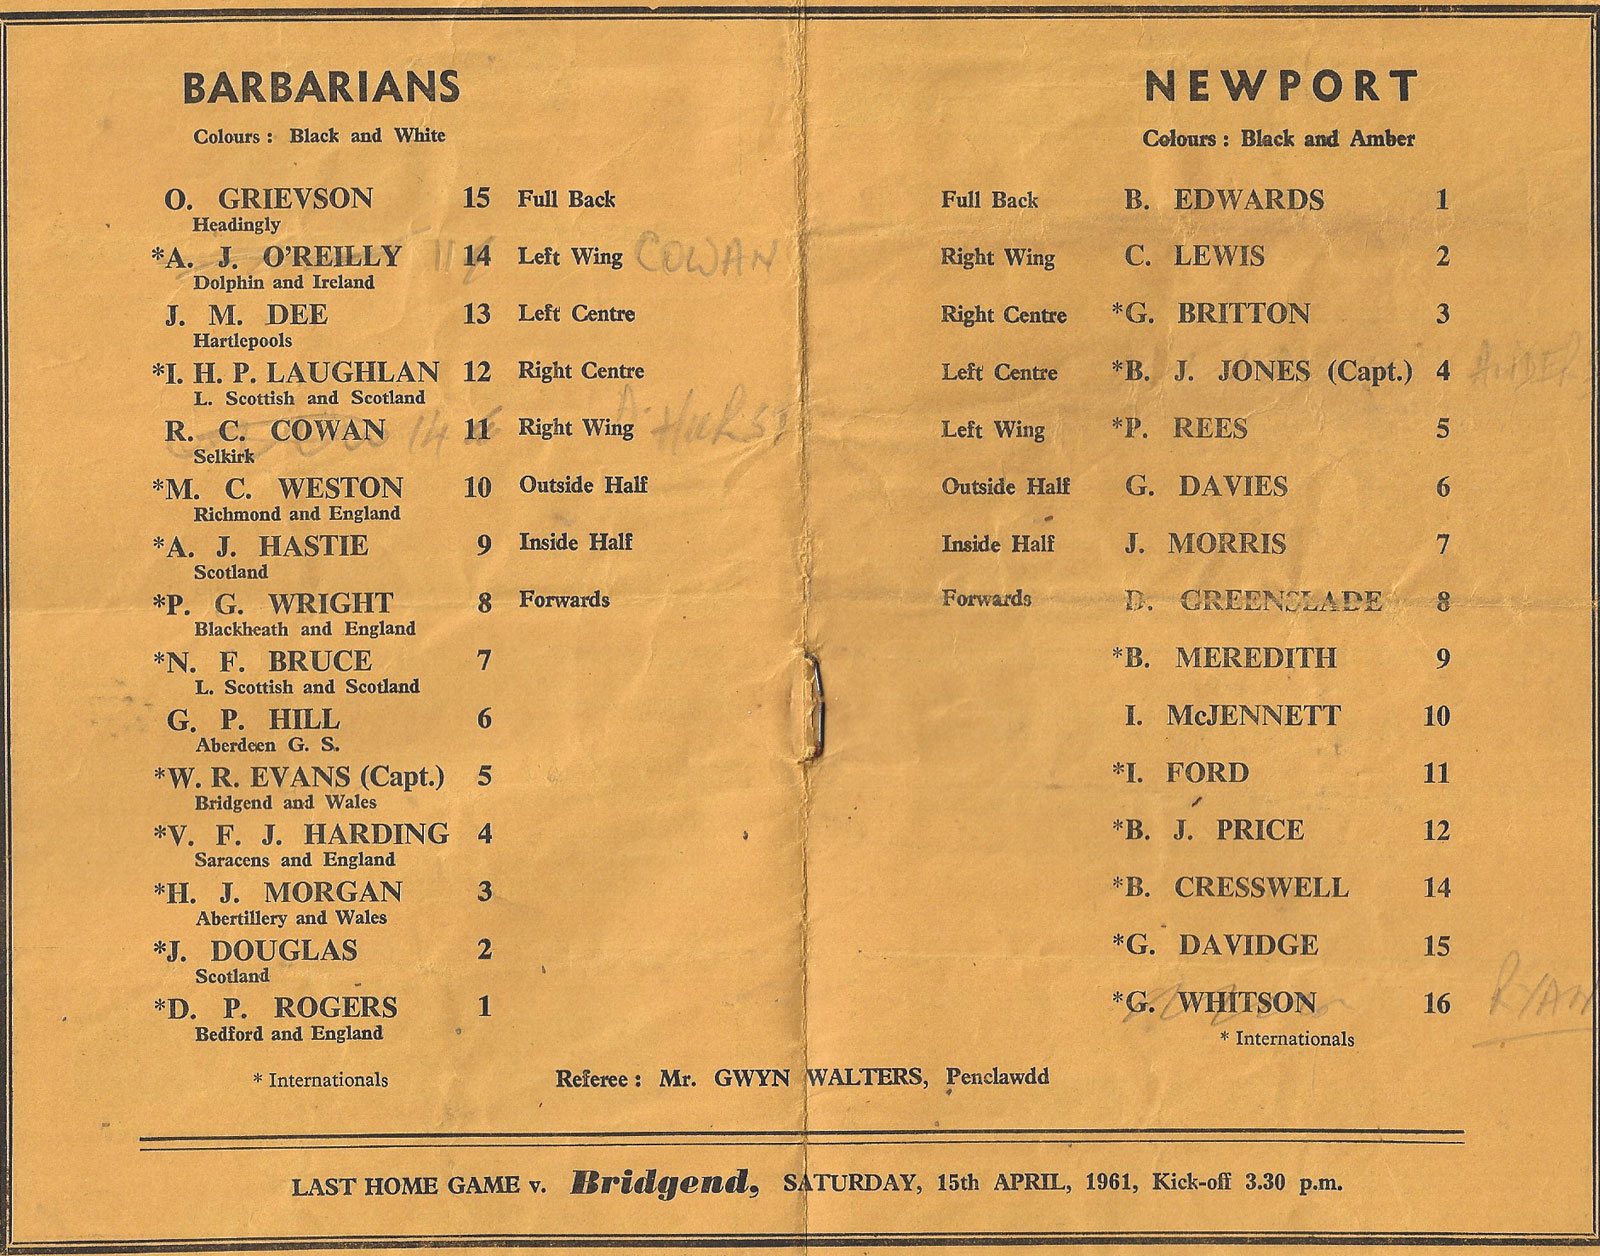 BARBARIANS
Colours : Black and White
O. GRIEVSON 15 Full Back
Headingly
*A. J. O'REILLY 14 Left Wing COWAN
Dolphin and Ireland
J. M. DEE 13 Left Centre
Hartlepools
*I. H. P. LAUGHLAN 12 Right Centre
L. Scottish and Scotland
R. C. COWAN 14 11 Right Wing HURST
Selkirk
*M. C. WESTON 10 Outside Half
Richmond and England
*A. J. HASTIE 9 Inside Half
Scotland
*P. G. WRIGHT 8 Forwards
Blackheath and England
*N. F. BRUCE 7
L. Scottish and Scotland
G. P. HILL 6
Aberdeen G. S.
*W. R. EVANS (Capt.) 5
Bridgend and Wales
*V. F. J. HARDING 4
Saracens and England
*H. J. MORGAN 3
Abertillery and Wales
*J. DOUGLAS 2
Scotland
*D. P. ROGERS 1
Bedford and England
* Internationals
NEWPORT
Colours : Black and Amber
Full Back B. EDWARDS 1
Right Wing C. LEWIS 2
Right Centre *G. BRITTON 3
Left Centre *B. J. JONES (Capt.) 4
Left Wing *P. REES 5
Outside Half G. DAVIES 6
Inside Half J. MORRIS 7
Forwards D. GREENSLADE 8
*B. MEREDITH 9
I. McJENNETT 10
*I. FORD 11
*B. J. PRICE 12
*B. CRESSWELL 14
*G. DAVIDGE 15
*G. WHITSON 16 RYAN
* Internationals
Referee : Mr. GWYN WALTERS, Penclawdd
LAST HOME GAME v. Bridgend, SATURDAY, 15th APRIL, 1961, Kick-off 3.30 p.m.